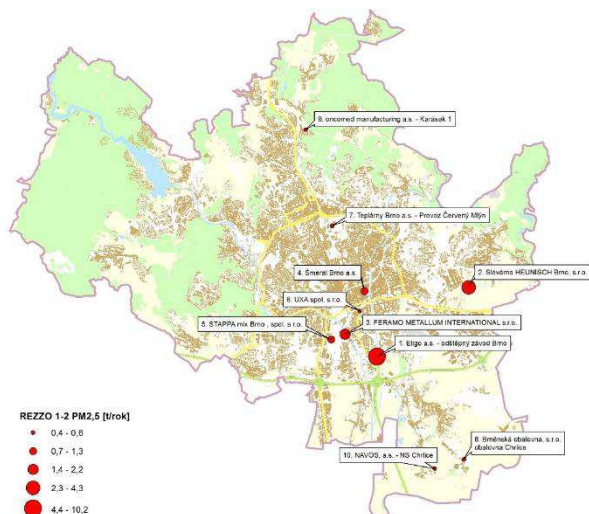 9. oncomed manufacturing a.s. - Karásek 1
7. Teplárny Brno a.s. - Provoz Červený Mlýn
2. Slévárna HEUNISCH Brno, s.r.o.
4. Šmeral Brno a.s.
6. UXA spol. s r.o.
5. STAPPA mix Brno , spol. s r.o.
3. FERAMO METALLUM INTERNATIONAL s.r.o.
1. Eligo a.s. - odštěpný závod Brno
8. Brněnská obalovna, s.r.o.
obalovna Chrlice
10. NAVOS, a.s. - NS Chrlice
REZZO 1-2 PM2,5 [t/rok]
0,4 - 0,6
0,7 - 1,3
1,4 - 2,2
2,3 - 4,3
4,4 - 10,2